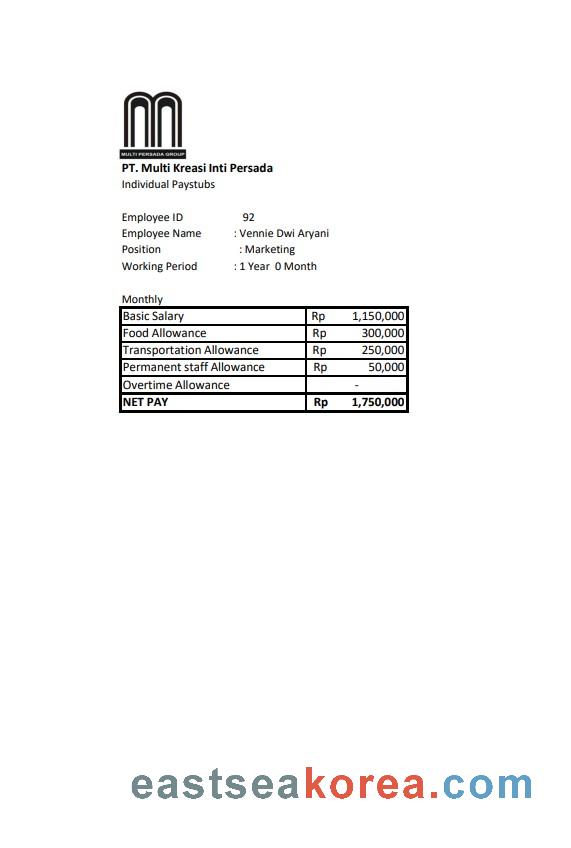 MULTI PERSADA GROUP
PT. Multi Kreasi Inti Persada
Individual Paystubs
Employee ID 92
Employee Name : Vennie Dwi Aryani
Position : Marketing
Working Period : 1 Year 0 Month
Monthly
Basic Salary Rp 1,150,000
Food Allowance Rp 300,000
Transportation Allowance Rp 250,000
Permanent staff Allowance Rp 50,000
Overtime Allowance -
NET PAY Rp 1,750,000
eastseakorea.com